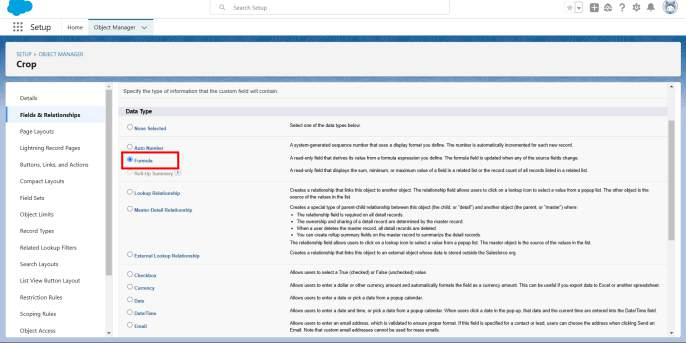 Search Setup
Setup
Home
Object Manager
SETUP > OBJECT MANAGER
Crop
Details
Fields & Relationships
Page Layouts
Lightning Record Pages
Buttons, Links, and Actions
Compact Layouts
Field Sets
Object Limits
Record Types
Related Lookup Filters
Search Layouts
List View Button Layout
Restriction Rules
Scoping Rules
Object Access
Specify the type of information that the custom field will contain.
Data Type
None Selected
Select one of the data types below.
Auto Number
A system-generated sequence number that uses a display format you define. The number is automatically incremented for each new record.
Formula
A read-only field that derives its value from a formula expression you define. The formula field is updated when any of the source fields change.
Roll-Up Summary
A read-only field that displays the sum, minimum, or maximum value of a field in a related list or the record count of all records listed in a related list.
Lookup Relationship
Creates a relationship that links this object to another object. The relationship field allows users to click on a lookup icon to select a value from a popup list. The other object is the
source of the values in the list.
Master-Detail Relationship
Creates a special type of parent-child relationship between this object (the child, or "detail") and another object (the parent, or "master") where:
• The relationship field is required on all detail records.
• The ownership and sharing of a detail record are determined by the master record.
• When a user deletes the master record, all detail records are deleted.
• You can create rollup summary fields on the master record to summarize the detail records.
The relationship field allows users to click on a lookup icon to select a value from a popup list. The master object is the source of the values in the list.
External Lookup Relationship
Creates a relationship that links this object to an external object whose data is stored outside the Salesforce org.
Checkbox
Allows users to select a True (checked) or False (unchecked) value.
Currency
Allows users to enter a dollar or other currency amount and automatically formats the field as a currency amount. This can be useful if you export data to Excel or another spreadsheet.
Date
Allows users to enter a date or pick a date from a popup calendar.
Date/Time
Allows users to enter a date and time, or pick a date from a popup calendar. When users click a date in the pop-up, that date and the current time are entered into the Date/Time field.
Email
Allows users to enter an email address, which is validated to ensure proper format. If this field is specified for a contact or lead, users can choose the address when clicking Send an
Email. Note that custom email addresses cannot be used for mass emails.